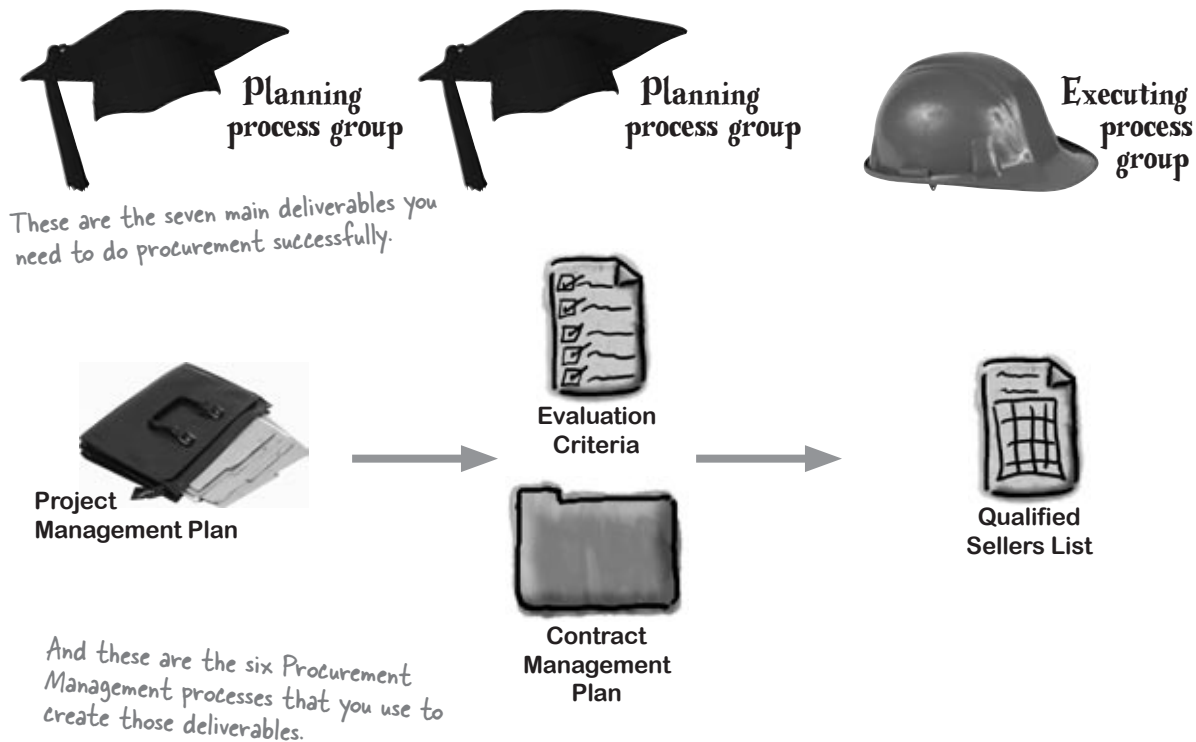 Planning
process group
Planning
process group
Executing
process
group
These are the seven main deliverables you
need to do procurement successfully.
Evaluation
Criteria
Project
Management Plan
Qualified
Sellers List
Contract
Management
Plan
And these are the six Procurement
Management processes that you use to
create those deliverables.